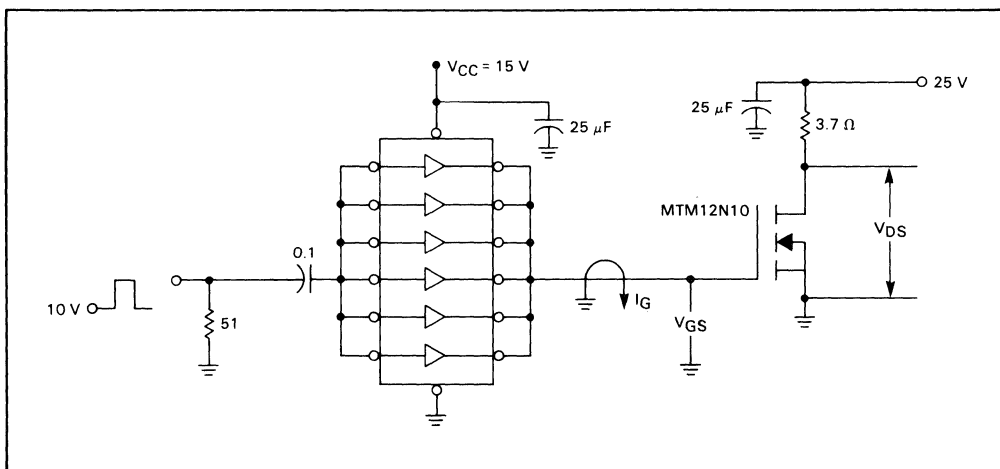 V_CC = 15 V
25 µF
25 µF
25 V
3.7 Ω
MTM12N10
V_DS
0.1
10 V
51
I_G
V_GS